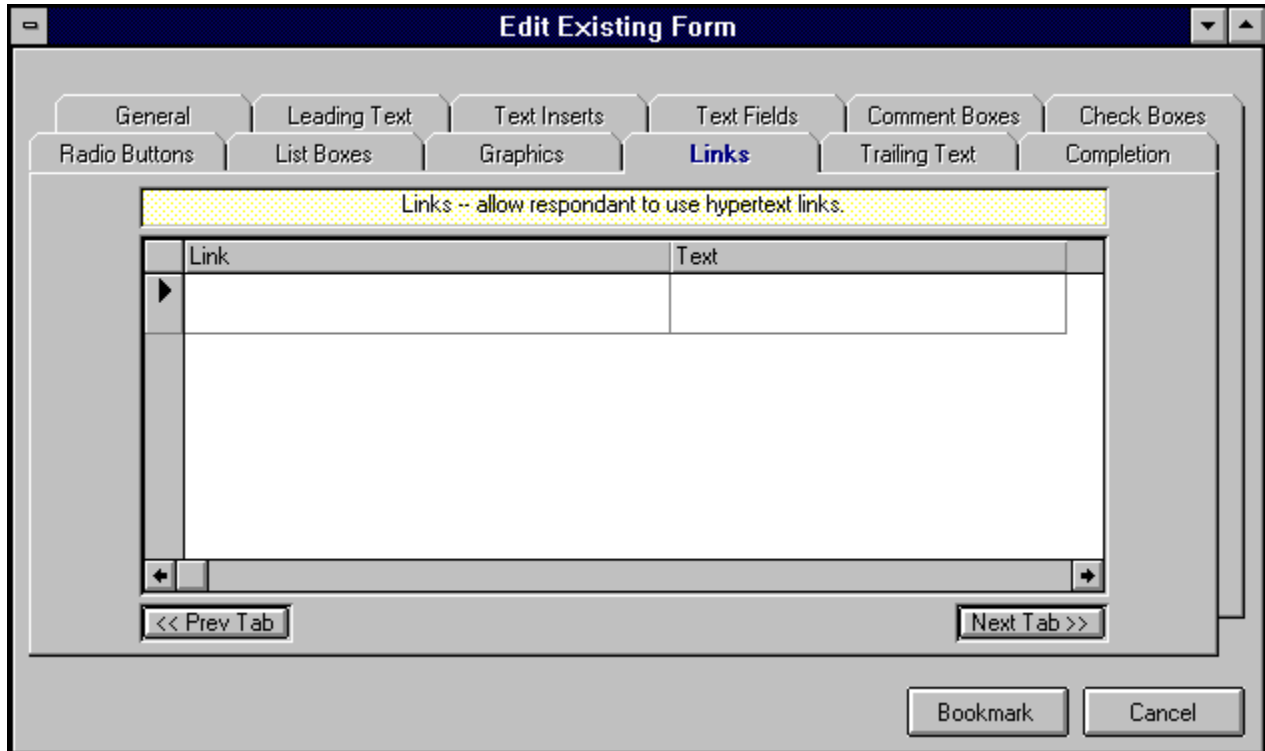 Edit Existing Form
General Leading Text Text Inserts Text Fields Comment Boxes Check Boxes
Radio Buttons List Boxes Graphics Links Trailing Text Completion
Links -- allow respondant to use hypertext links.
Link Text
<< Prev Tab Next Tab >>
Bookmark Cancel